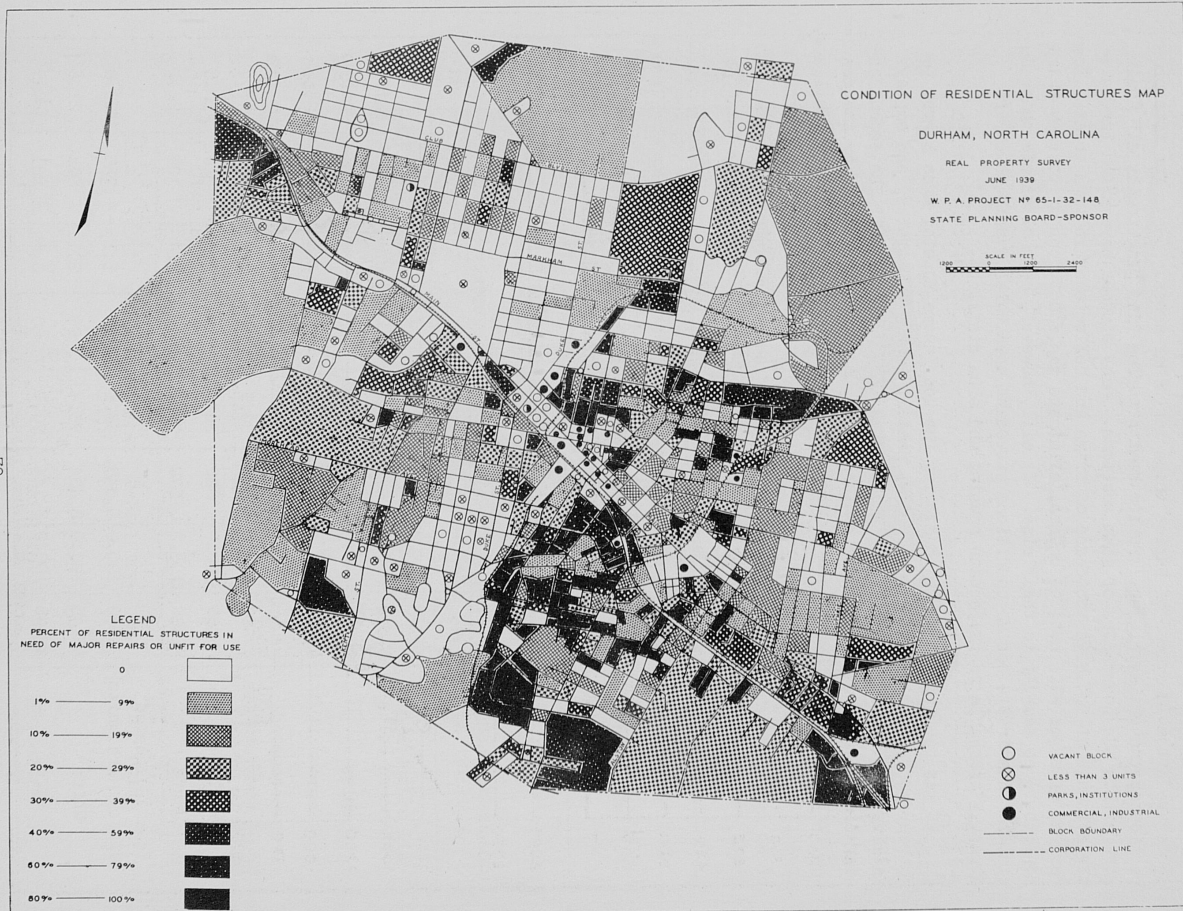 CONDITION OF RESIDENTIAL STRUCTURES MAP
DURHAM, NORTH CAROLINA
REAL PROPERTY SURVEY
JUNE 1939
W. P. A. PROJECT Nº 65-1-32-148
STATE PLANNING BOARD-SPONSOR
SCALE IN FEET
1200 0 1200 2400
CLUB
MARKHAM ST
MAIN
LEGEND
PERCENT OF RESIDENTIAL STRUCTURES IN
NEED OF MAJOR REPAIRS OR UNFIT FOR USE
0
1% 9%
10% 19%
20% 29%
30% 39%
40% 59%
60% 79%
80% 100%
VACANT BLOCK
LESS THAN 3 UNITS
PARKS, INSTITUTIONS
COMMERCIAL, INDUSTRIAL
BLOCK BOUNDARY
CORPORATION LINE